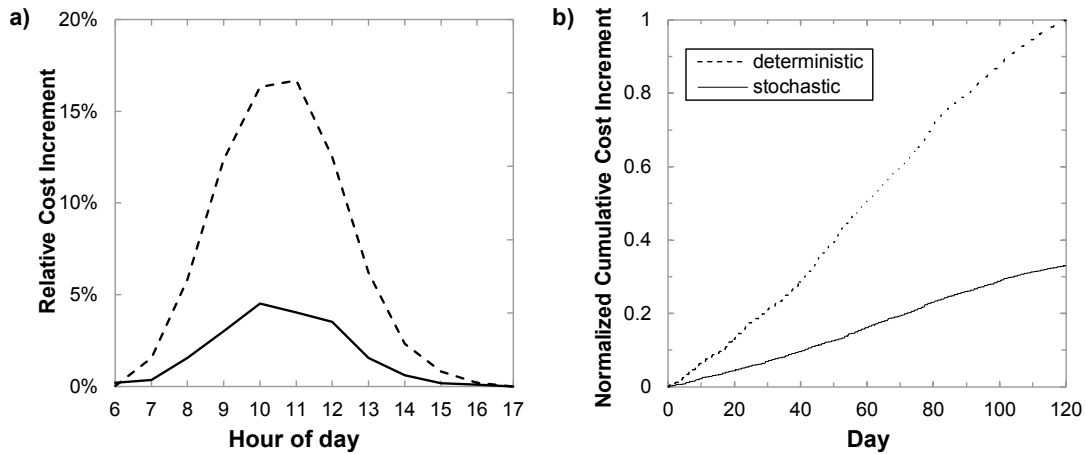 a)
Relative Cost Increment
20%
15%
10%
5%
0%
6 7 8 9 10 11 12 13 14 15 16 17
Hour of day
b)
Normalized Cumulative Cost Increment
1
0.8
0.6
0.4
0.2
0
deterministic
stochastic
0 20 40 60 80 100 120
Day